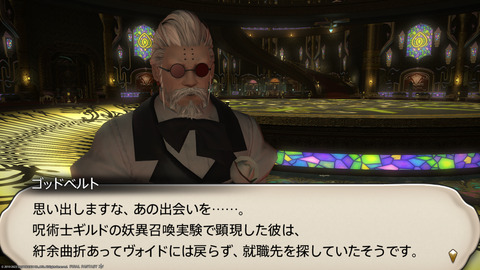 ゴッドベルト
思い出しますな、あの出会いを……。
呪術士ギルドの妖異召喚実験で顕現した彼は、
紆余曲折あってヴォイドには戻らず、就職先を探していたそうです。